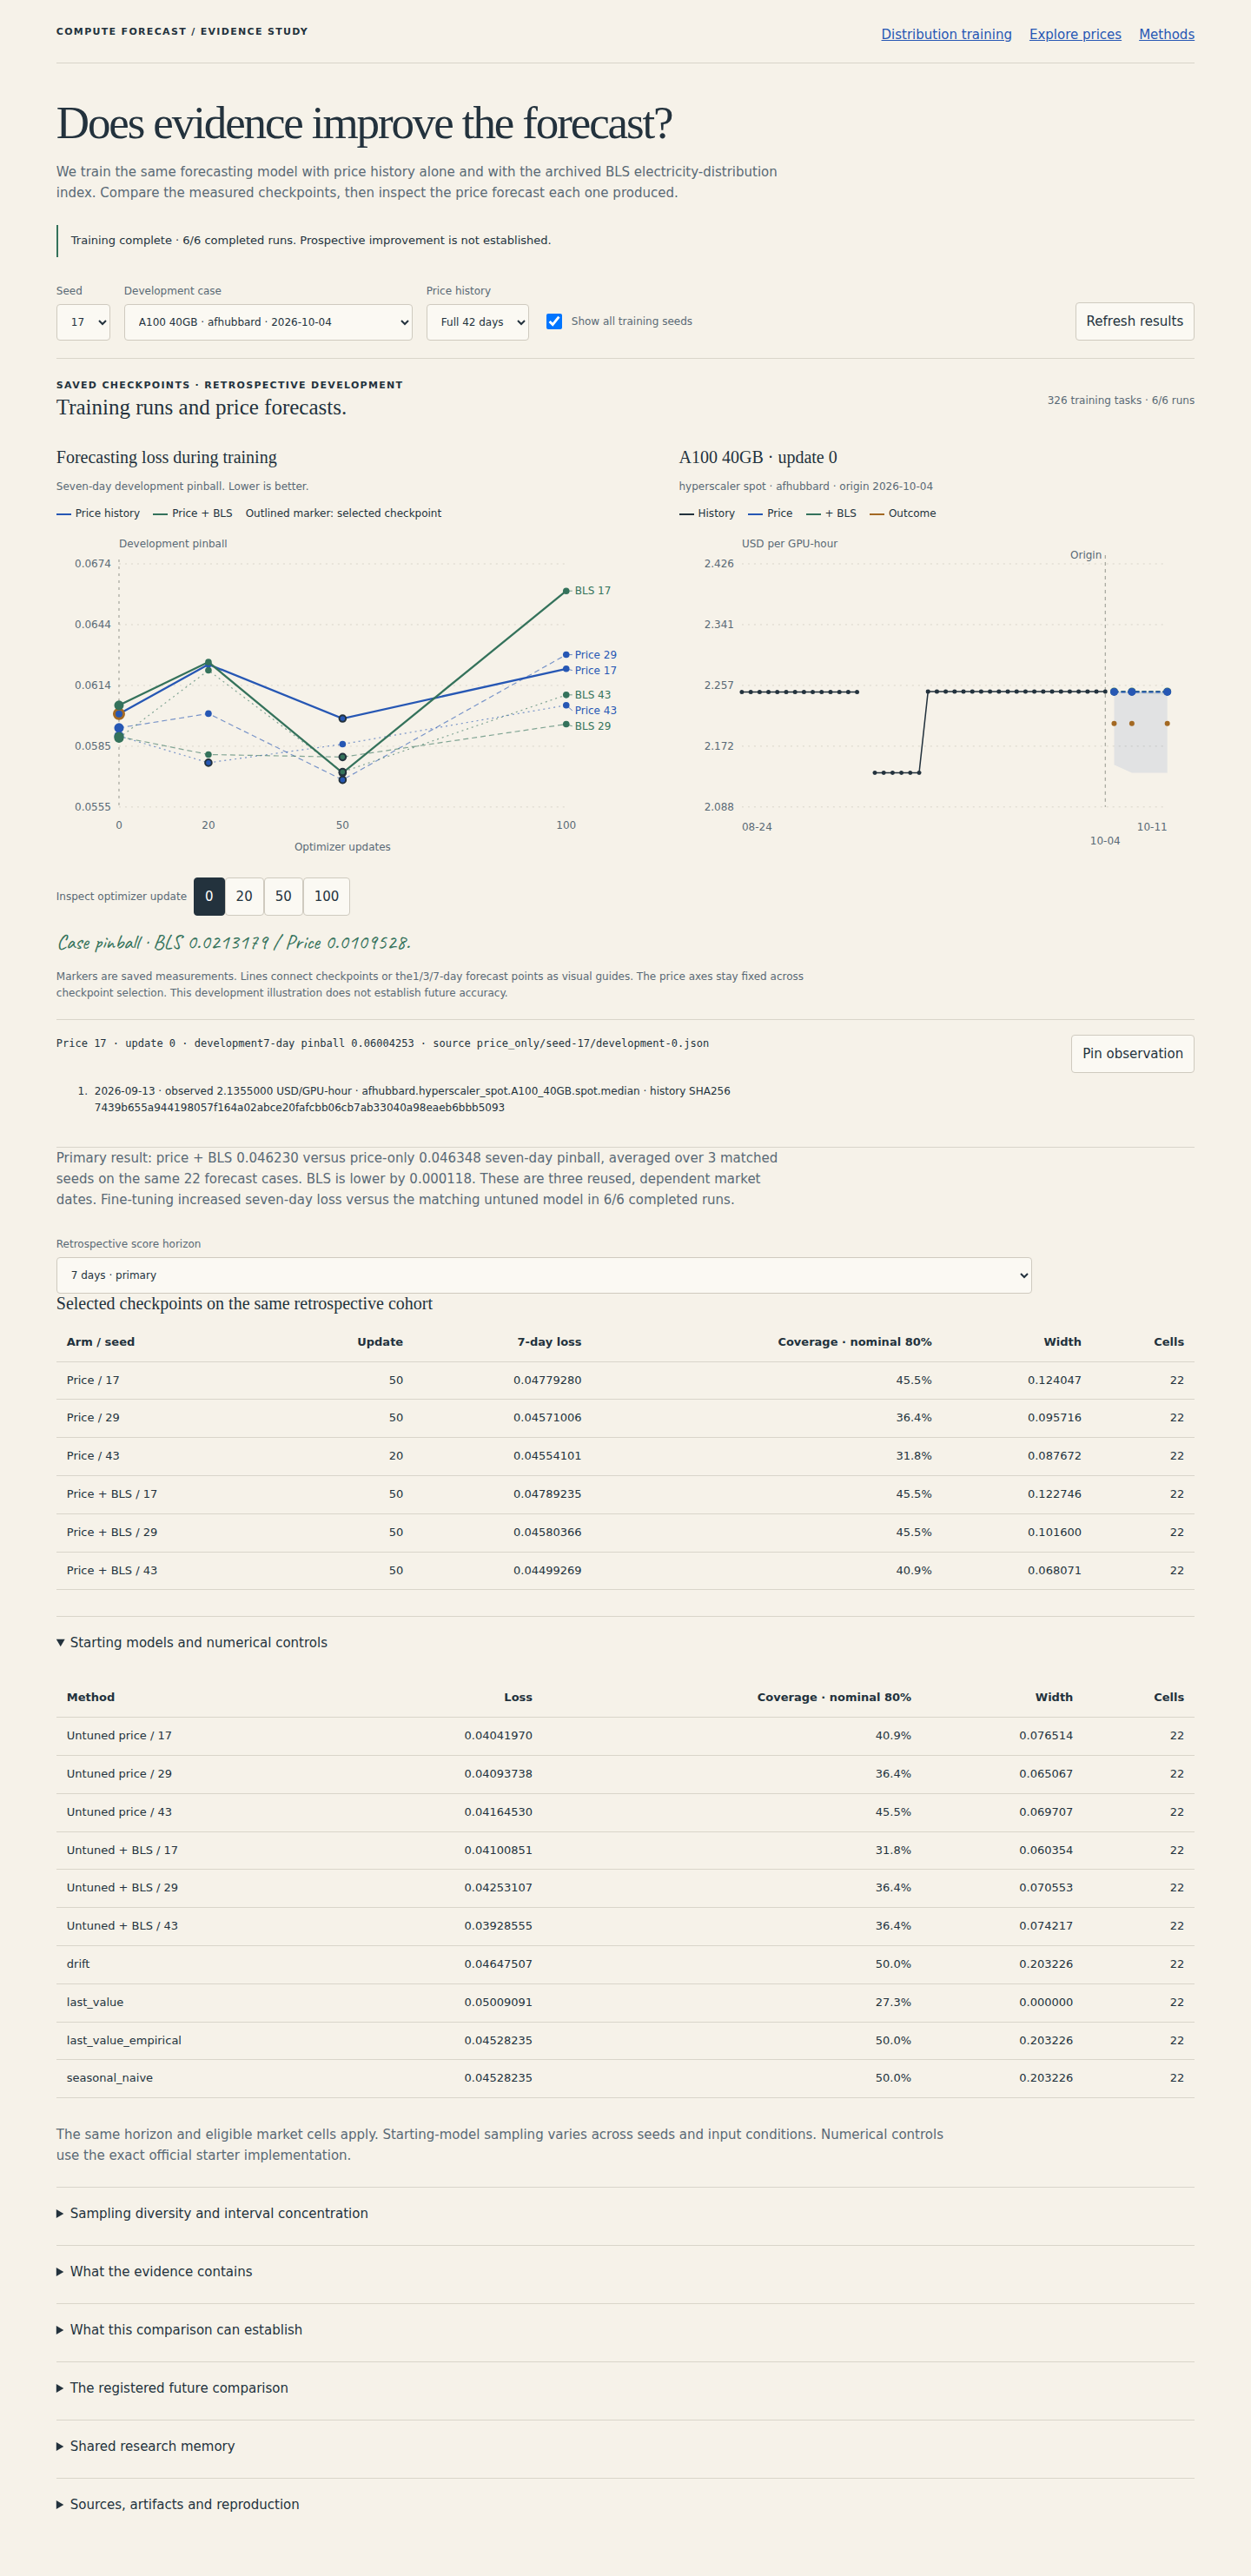 COMPUTE FORECAST / EVIDENCE STUDY
Distribution training Explore prices Methods
Does evidence improve the forecast?
We train the same forecasting model with price history alone and with the archived BLS electricity-distribution
index. Compare the measured checkpoints, then inspect the price forecast each one produced.
Training complete · 6/6 completed runs. Prospective improvement is not established.
Seed Development case Price history
17 A100 40GB · afhubbard · 2026-10-04 Full 42 days Show all training seeds Refresh results
SAVED CHECKPOINTS · RETROSPECTIVE DEVELOPMENT
Training runs and price forecasts.
326 training tasks · 6/6 runs
Forecasting loss during training
Seven-day development pinball. Lower is better.
Price history Price + BLS Outlined marker: selected checkpoint
Development pinball
0.0674
0.0644
0.0614
0.0585
0.0555
BLS 17
Price 29
Price 17
BLS 43
Price 43
BLS 29
0 20 50 100
Optimizer updates
A100 40GB · update 0
hyperscaler spot · afhubbard · origin 2026-10-04
History Price + BLS Outcome
USD per GPU-hour
Origin
2.426
2.341
2.257
2.172
2.088
08-24 10-11
10-04
Inspect optimizer update 0 20 50 100
Case pinball · BLS 0.0213179 / Price 0.0109528.
Markers are saved measurements. Lines connect checkpoints or the1/3/7-day forecast points as visual guides. The price axes stay fixed across
checkpoint selection. This development illustration does not establish future accuracy.
Price 17 · update 0 · development7-day pinball 0.06004253 · source price_only/seed-17/development-0.json
Pin observation
1. 2026-09-13 · observed 2.1355000 USD/GPU-hour · afhubbard.hyperscaler_spot.A100_40GB.spot.median · history SHA256
7439b655a944198057f164a02abce20fafcbb06cb7ab33040a98eaeb6bbb5093
Primary result: price + BLS 0.046230 versus price-only 0.046348 seven-day pinball, averaged over 3 matched
seeds on the same 22 forecast cases. BLS is lower by 0.000118. These are three reused, dependent market
dates. Fine-tuning increased seven-day loss versus the matching untuned model in 6/6 completed runs.
Retrospective score horizon
7 days · primary
Selected checkpoints on the same retrospective cohort
Arm / seed Update 7-day loss Coverage · nominal 80% Width Cells
Price / 17 50 0.04779280 45.5% 0.124047 22
Price / 29 50 0.04571006 36.4% 0.095716 22
Price / 43 20 0.04554101 31.8% 0.087672 22
Price + BLS / 17 50 0.04789235 45.5% 0.122746 22
Price + BLS / 29 50 0.04580366 45.5% 0.101600 22
Price + BLS / 43 50 0.04499269 40.9% 0.068071 22
Starting models and numerical controls
Method Loss Coverage · nominal 80% Width Cells
Untuned price / 17 0.04041970 40.9% 0.076514 22
Untuned price / 29 0.04093738 36.4% 0.065067 22
Untuned price / 43 0.04164530 45.5% 0.069707 22
Untuned + BLS / 17 0.04100851 31.8% 0.060354 22
Untuned + BLS / 29 0.04253107 36.4% 0.070553 22
Untuned + BLS / 43 0.03928555 36.4% 0.074217 22
drift 0.04647507 50.0% 0.203226 22
last_value 0.05009091 27.3% 0.000000 22
last_value_empirical 0.04528235 50.0% 0.203226 22
seasonal_naive 0.04528235 50.0% 0.203226 22
The same horizon and eligible market cells apply. Starting-model sampling varies across seeds and input conditions. Numerical controls
use the exact official starter implementation.
Sampling diversity and interval concentration
What the evidence contains
What this comparison can establish
The registered future comparison
Shared research memory
Sources, artifacts and reproduction